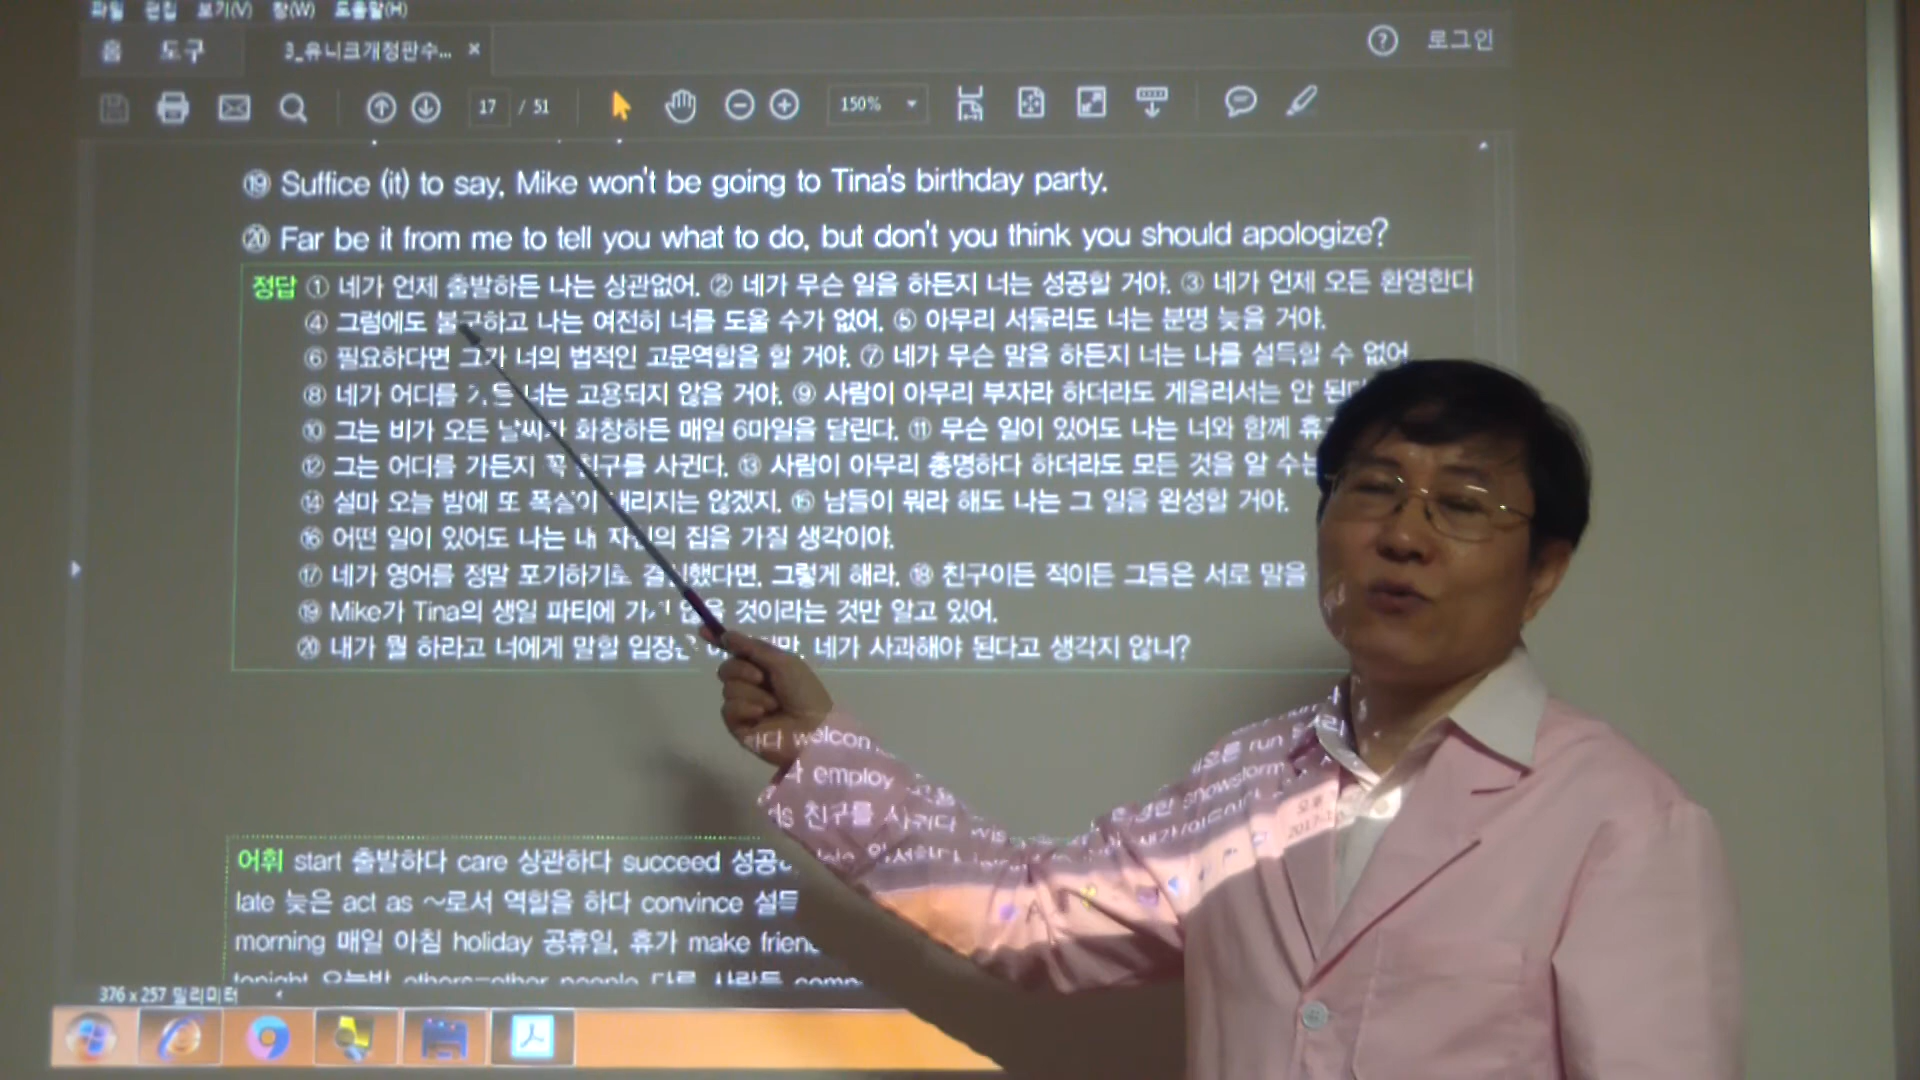 파일 편집 보기(V) 창(W) 도움말(H)
홈 도구 3_유니크개정판수... × ? 로그인
17 / 51 150%
⑲ Suffice (it) to say, Mike won't be going to Tina's birthday party.
⑳ Far be it from me to tell you what to do, but don't you think you should apologize?
정답 ① 네가 언제 출발하든 나는 상관없어. ② 네가 무슨 일을 하든지 너는 성공할 거야. ③ 네가 언제 오든 환영한다
④ 그럼에도 불구하고 나는 여전히 너를 도울 수가 없어. ⑤ 아무리 서둘러도 너는 분명 늦을 거야.
⑥ 필요하다면 그가 너의 법적인 고문역할을 할 거야. ⑦ 네가 무슨 말을 하든지 너는 나를 설득할 수 없어
⑧ 네가 어디를 너는 고용되지 않을 거야. ⑨ 사람이 아무리 부자라 하더라도 게을러서는 안
⑩ 그는 비가 오든 날씨가 화창하든 매일 6마일을 달린다. ⑪ 무슨 일이 있어도 나는 너와 함께
⑫ 그는 어디를 가든지 꼭 친구를 사귄다. ⑬ 사람이 아무리 총명하다 하더라도 모든 것을 알 수는
⑭ 설마 오늘 밤에 또 폭설이 내리지는 않겠지. ⑮ 남들이 뭐라 해도 나는 그 일을 완성할 거야.
⑯ 어떤 일이 있어도 나는 내 자신의 집을 가질 생각이야.
⑰ 네가 영어를 정말 포기하기로 결심했다면, 그렇게 해라. ⑱ 친구이든 적이든 그들은 서로 말을
⑲ Mike가 Tina의 생일 파티에 가지 않을 것이라는 것만 알고 있어.
⑳ 내가 뭘 하라고 너에게 말할 네가 사과해야 된다고 생각지 않니?
employ
친구를 사귀다
run
snowstorm
어휘 start 출발하다 care 상관하다 succeed
late 늦은 act as ~로서 역할을 하다 convince
morning 매일 아침 holiday 공휴일, 휴가 make
tonight 오늘밤 others=other people 다른 사람들
376 x 257 밀리미터